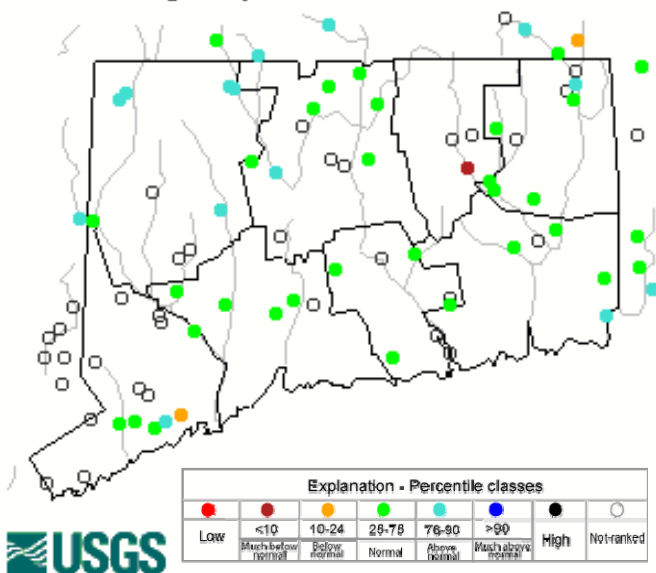 Explanation - Percentile classes
Low <10 10-24 25-75 76-90 >90 High Not-ranked
Much below normal Below normal Normal Above normal Much above normal
USGS